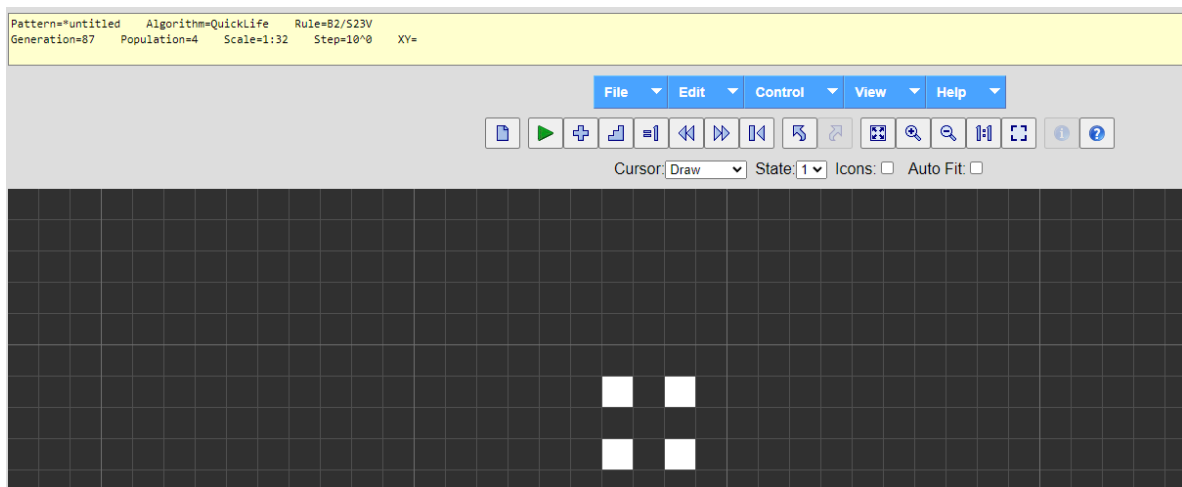 Pattern=*untitled Algorithm=QuickLife Rule=B2/S23V
Generation=87 Population=4 Scale=1:32 Step=10^0 XY=
File Edit Control View Help
Cursor: Draw State: 1 Icons: Auto Fit: